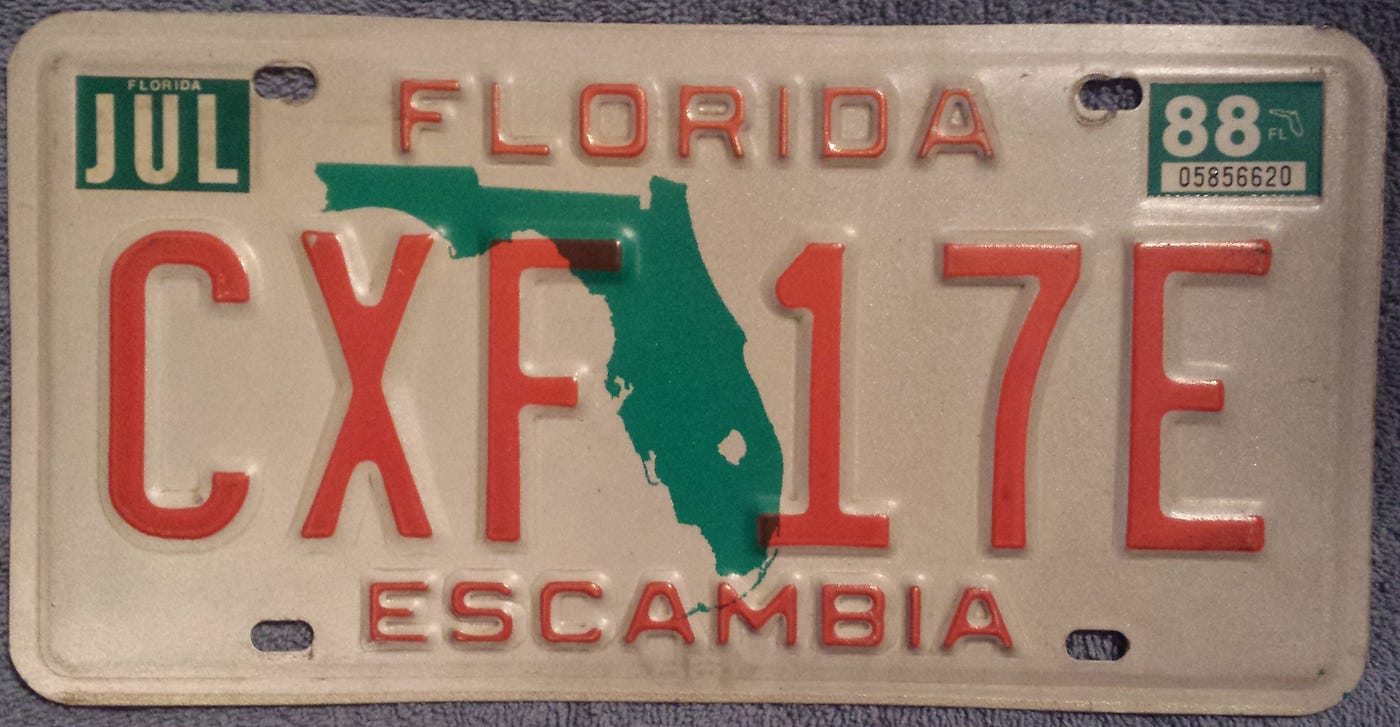 FLORIDA
JUL
FLORIDA
88 FL
05856620
CXF 17E
ESCAMBIA